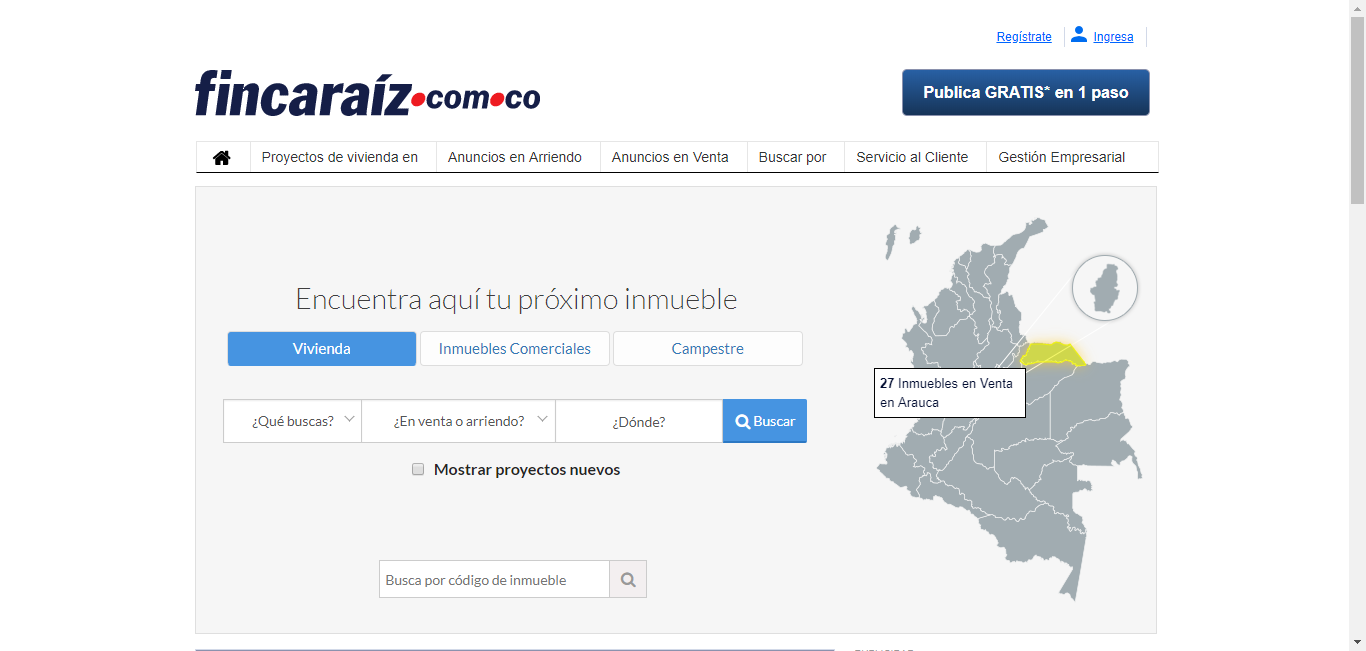 Regístrate
Ingresa
fincaraíz.com.co
Publica GRATIS* en 1 paso
Proyectos de vivienda en
Anuncios en Arriendo
Anuncios en Venta
Buscar por
Servicio al Cliente
Gestión Empresarial
Encuentra aquí tu próximo inmueble
Vivienda
Inmuebles Comerciales
Campestre
27 Inmuebles en Venta
en Arauca
¿Qué buscas?
¿En venta o arriendo?
¿Dónde?
Buscar
Mostrar proyectos nuevos
Busca por código de inmueble